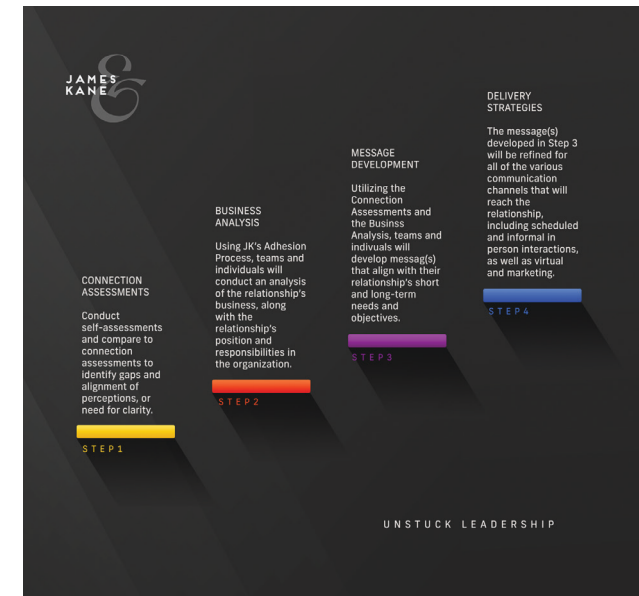 JAMES
&
KANE
CONNECTION
ASSESSMENTS
Conduct
self-assessments
and compare to
connection
assessments to
identify gaps and
alignment of
perceptions, or
need for clarity.
STEP1
BUSINESS
ANALYSIS
Using JK's Adhesion
Process, teams and
individuals will
conduct an analysis
of the relationship's
business, along
with the
relationship's
position and
responsibilities in
the organization.
STEP2
MESSAGE
DEVELOPMENT
Utilizing the
Connection
Assessments and
the Businss
Analysis, teams and
indivuals will
develop messag(s)
that align with their
relationship's short
and long-term
needs and
objectives.
STEP3
DELIVERY
STRATEGIES
The message(s)
developed in Step 3
will be refined for
all of the various
communication
channels that will
reach the
relationship,
including scheduled
and informal in
person interactions,
as well as virtual
and marketing.
STEP4
UNSTUCK LEADERSHIP